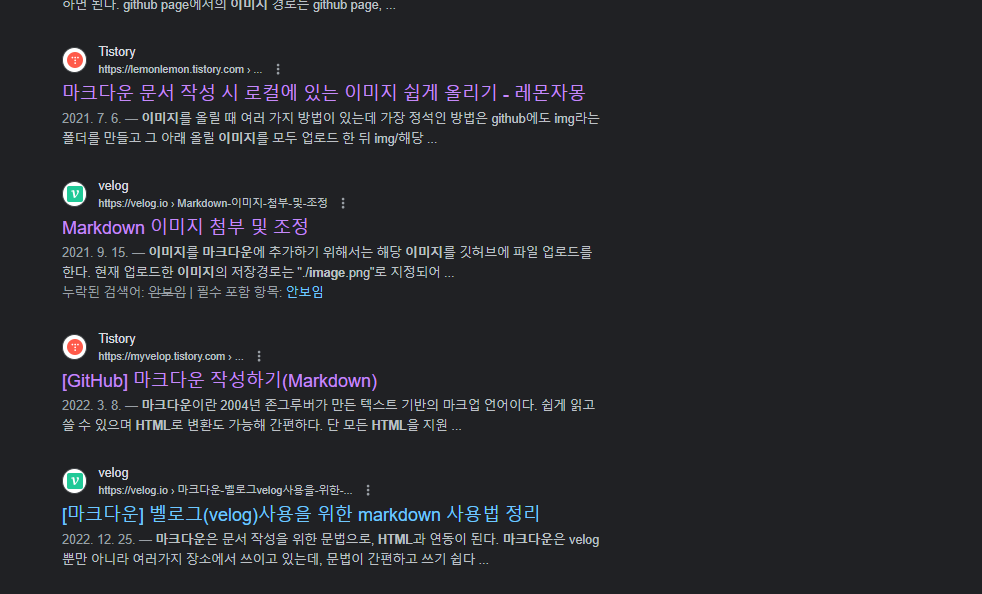 하면 된다. github page에서의 이미지 경로는 github page, ...
Tistory
https://lemonlemon.tistory.com › ...
마크다운 문서 작성 시 로컬에 있는 이미지 쉽게 올리기 - 레몬자몽
2021. 7. 6. — 이미지를 올릴 때 여러 가지 방법이 있는데 가장 정석인 방법은 github에도 img라는
폴더를 만들고 그 아래 올릴 이미지를 모두 업로드 한 뒤 img/해당 ...
velog
https://velog.io › Markdown-이미지-첨부-및-조정
Markdown 이미지 첨부 및 조정
2021. 9. 15. — 이미지를 마크다운에 추가하기 위해서는 해당 이미지를 깃허브에 파일 업로드를
한다. 현재 업로드한 이미지의 저장경로는 "./image.png"로 지정되어 ...
누락된 검색어: 안보임 | 필수 포함 항목: 안보임
Tistory
https://myvelop.tistory.com › ...
[GitHub] 마크다운 작성하기(Markdown)
2022. 3. 8. — 마크다운이란 2004년 존그루버가 만든 텍스트 기반의 마크업 언어이다. 쉽게 읽고
쓸 수 있으며 HTML로 변환도 가능해 간편하다. 단 모든 HTML을 지원 ...
velog
https://velog.io › 마크다운-벨로그velog사용을-위한-...
[마크다운] 벨로그(velog)사용을 위한 markdown 사용법 정리
2022. 12. 25. — 마크다운은 문서 작성을 위한 문법으로, HTML과 연동이 된다. 마크다운은 velog
뿐만 아니라 여러가지 장소에서 쓰이고 있는데, 문법이 간편하고 쓰기 쉽다 ...